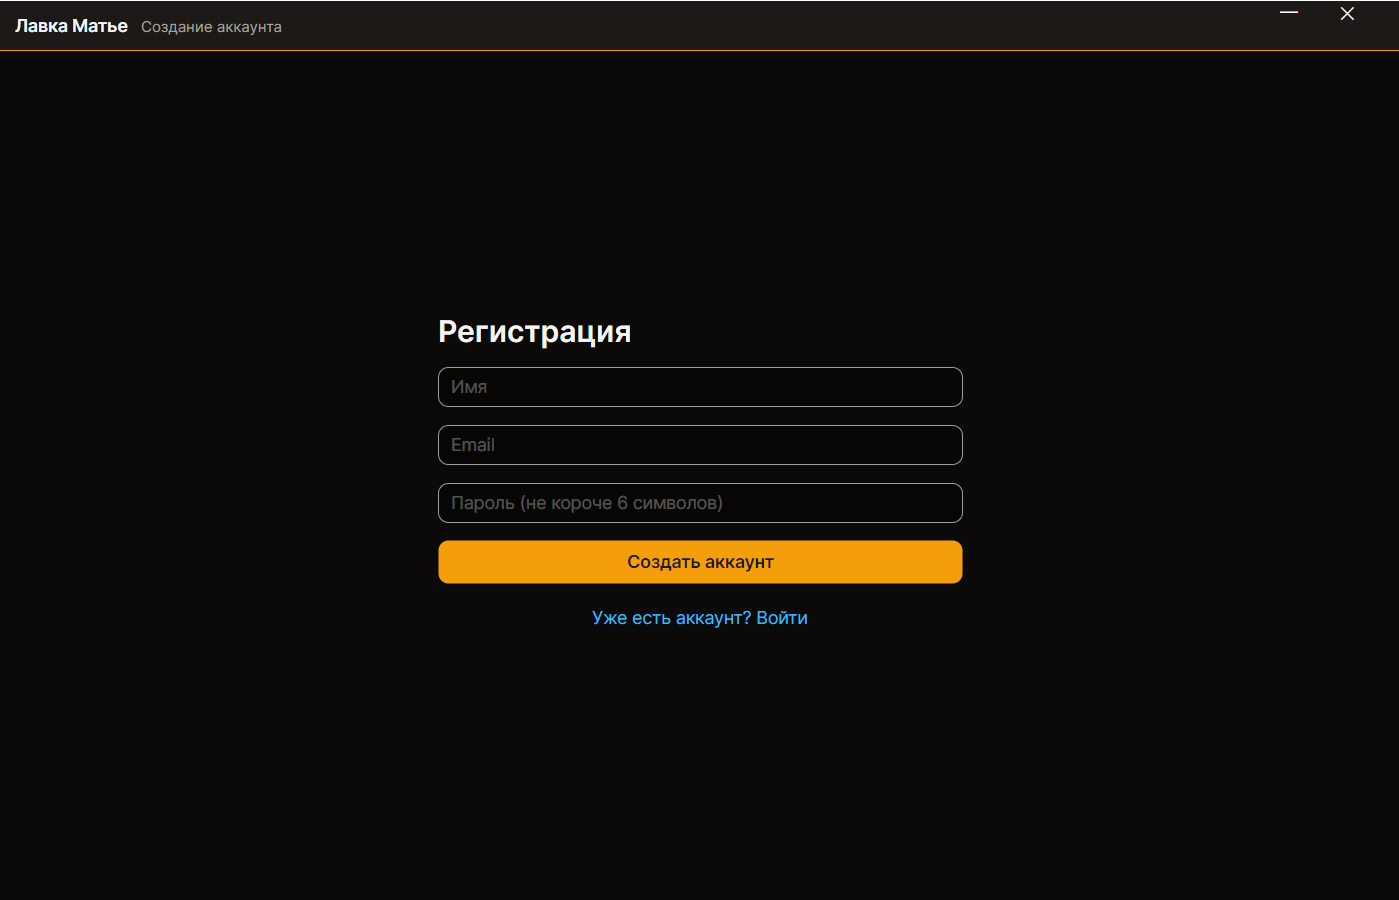 Лавка Матье Создание аккаунта
Регистрация
Имя
Email
Пароль (не короче 6 символов)
Создать аккаунт
Уже есть аккаунт? Войти